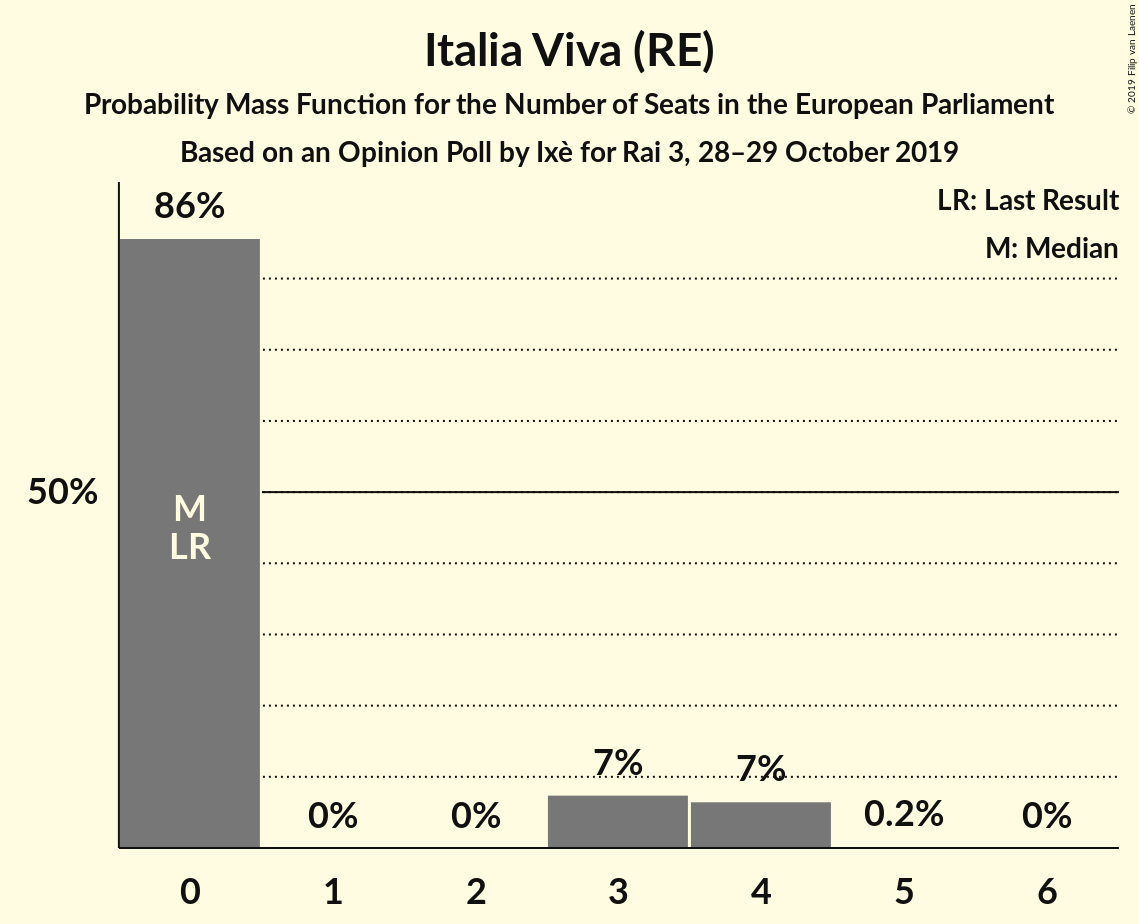 Italia Viva (RE)
Probability Mass Function for the Number of Seats in the European Parliament
Based on an Opinion Poll by Ixè for Rai 3, 28–29 October 2019
© 2019 Filip van Laenen
LR: Last Result
M: Median
86%
50%
M
LR
0%
0%
7%
7%
0.2%
0%
0
1
2
3
4
5
6